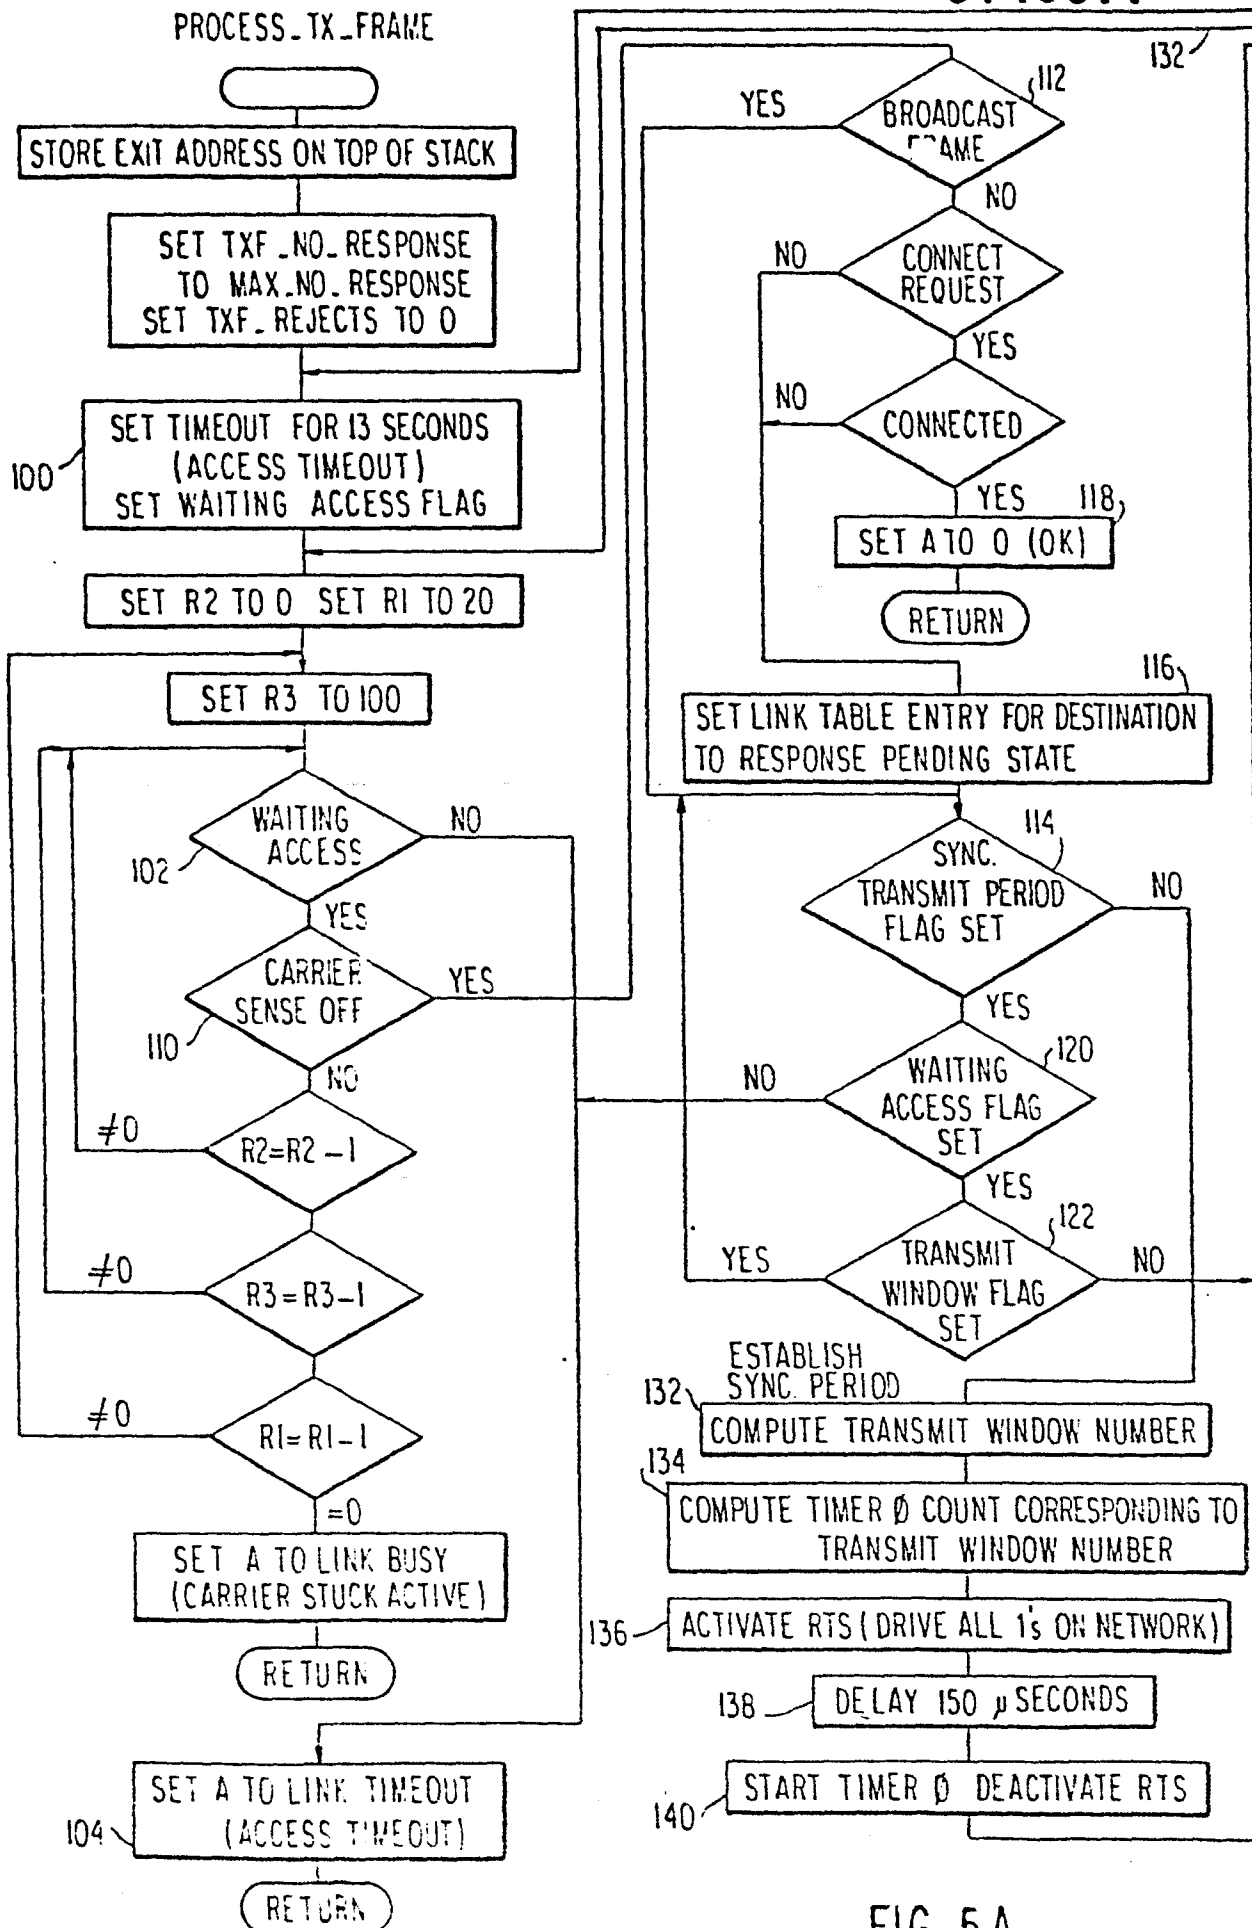 PROCESS_TX_FRAME
STORE EXIT ADDRESS ON TOP OF STACK
SET TXF_NO_RESPONSE
TO MAX_NO_RESPONSE
SET TXF_REJECTS TO 0
100
SET TIMEOUT FOR 13 SECONDS
(ACCESS TIMEOUT)
SET WAITING ACCESS FLAG
SET R2 TO 0 SET R1 TO 20
SET R3 TO 100
WAITING
ACCESS
102
NO
YES
CARRIER
SENSE OFF
110
YES
NO
R2=R2-1
≠0
R3=R3-1
≠0
R1=R1-1
≠0
=0
SET A TO LINK BUSY
(CARRIER STUCK ACTIVE)
RETURN
SET A TO LINK TIMEOUT
(ACCESS TIMEOUT)
104
RETURN
132
112
BROADCAST
YES
NO
CONNECT
REQUEST
NO
YES
CONNECTED
NO
YES
118
SET A TO 0 (OK)
RETURN
116
SET LINK TABLE ENTRY FOR DESTINATION
TO RESPONSE PENDING STATE
114
SYNC.
TRANSMIT PERIOD
FLAG SET
NO
YES
120
WAITING
ACCESS FLAG
SET
NO
YES
122
TRANSMIT
WINDOW FLAG
SET
YES
NO
ESTABLISH
SYNC. PERIOD
132
COMPUTE TRANSMIT WINDOW NUMBER
134
COMPUTE TIMER Ø COUNT CORRESPONDING TO
TRANSMIT WINDOW NUMBER
136
ACTIVATE RTS (DRIVE ALL 1's ON NETWORK)
138
DELAY 150 µ SECONDS
140
START TIMER Ø DEACTIVATE RTS
FIG. 5A